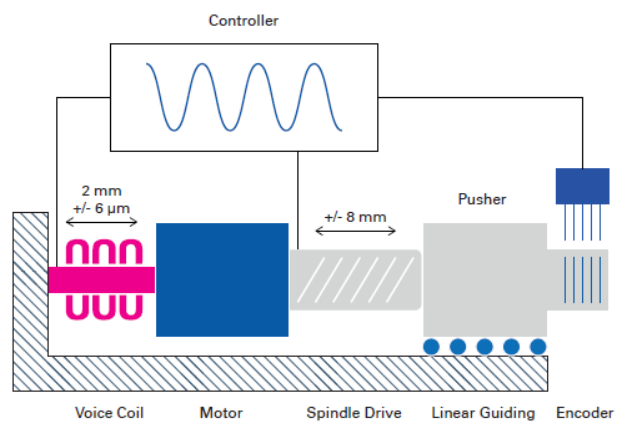 Controller
2 mm
+/- 6 µm
+/- 8 mm
Pusher
Voice Coil
Motor
Spindle Drive
Linear Guiding
Encoder